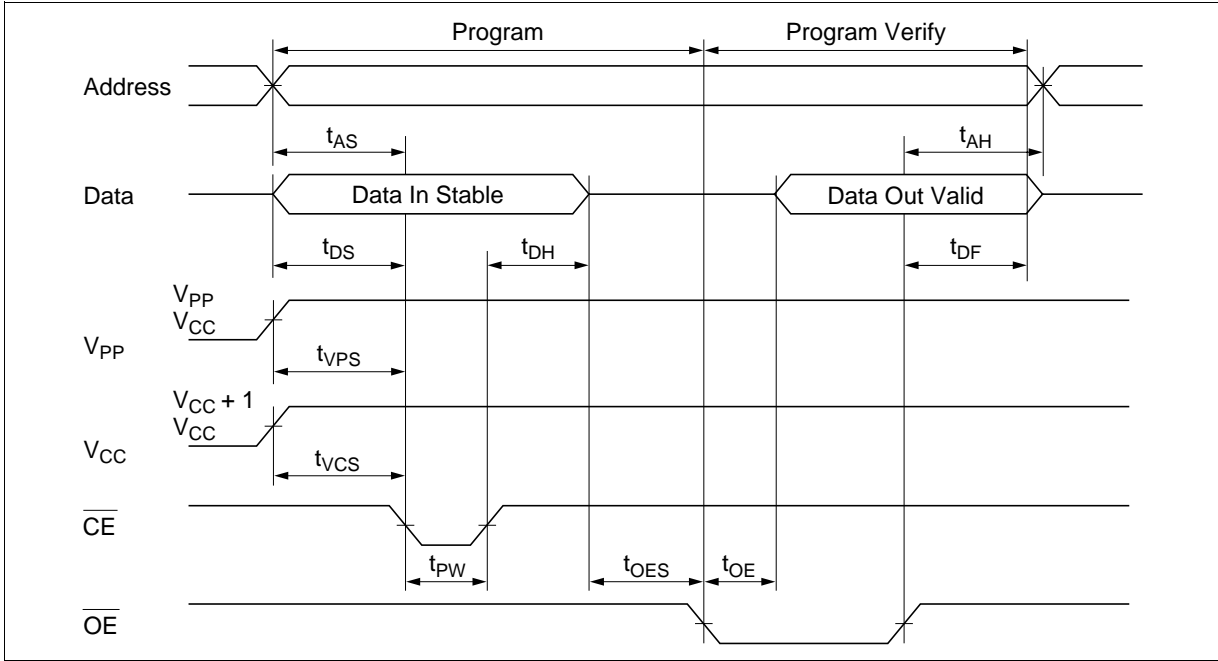 Program Program Verify
Address
tAS tAH
Data Data In Stable Data Out Valid
tDS tDH tDF
VPP
VCC
VPP
tVPS
VCC + 1
VCC
VCC
tVCS
CE
tPW tOES tOE
OE